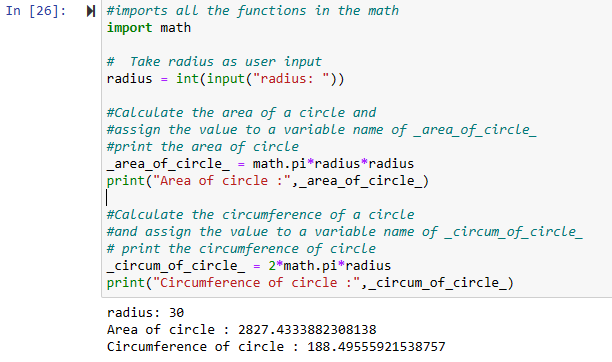 In [26]: #imports all the functions in the math
import math
#  Take radius as user input
radius = int(input("radius: "))
#Calculate the area of a circle and
#assign the value to a variable name of _area_of_circle_
#print the area of circle
_area_of_circle_ = math.pi*radius*radius
print("Area of circle :",_area_of_circle_)
#Calculate the circumference of a circle
#and assign the value to a variable name of _circum_of_circle_
# print the circumference of circle
_circum_of_circle_ = 2*math.pi*radius
print("Circumference of circle :",_circum_of_circle_)
radius: 30
Area of circle : 2827.4333882308138
Circumference of circle : 188.49555921538757